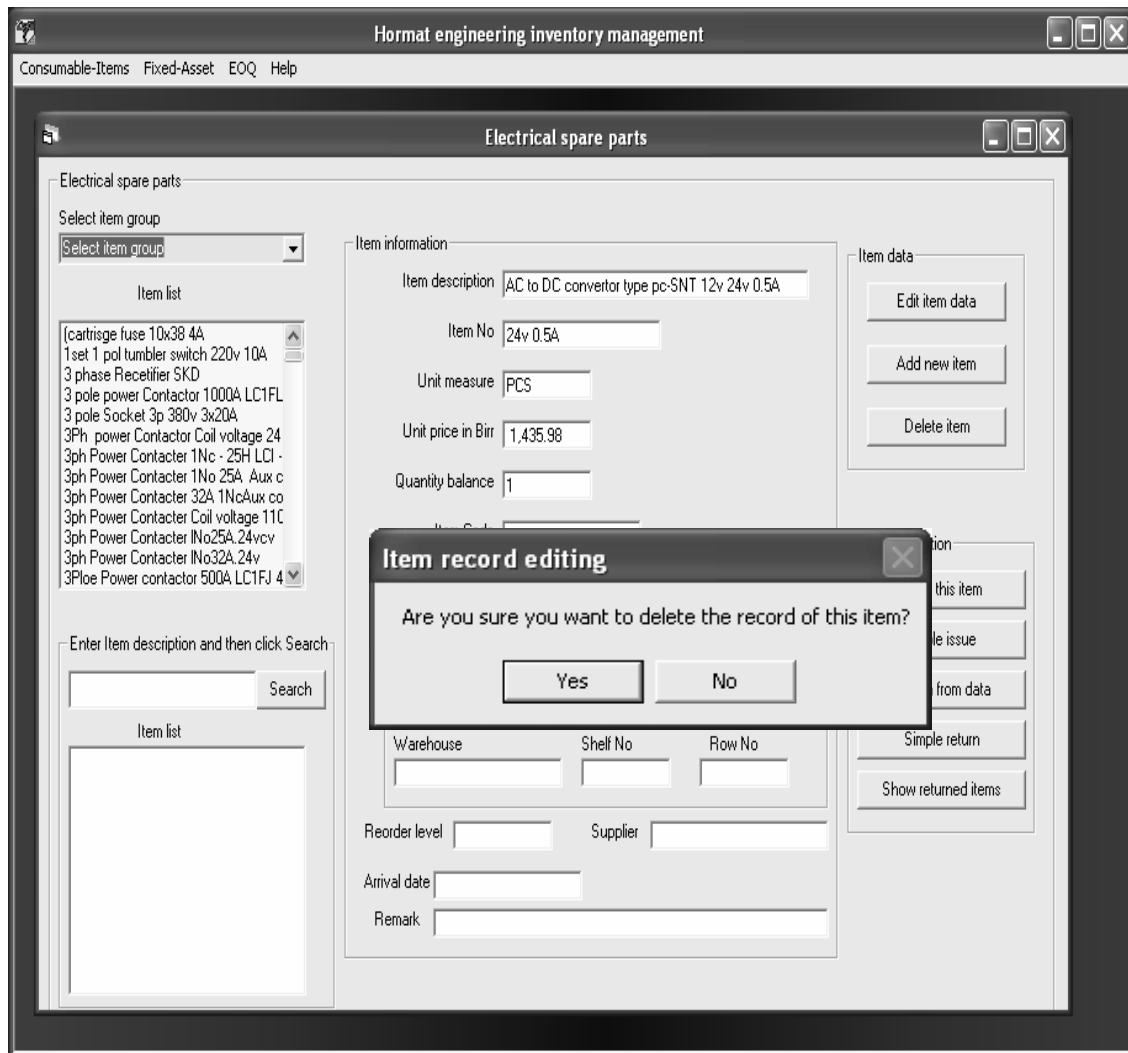 Hormat engineering inventory management
Consumable-Items Fixed-Asset EOQ Help
Electrical spare parts
Electrical spare parts
Select item group
Select item group
Item list
(cartrisge fuse 10x38 4A
1set 1 pol tumbler switch 220v 10A
3 phase Recetifier SKD
3 pole power Contactor 1000A LC1FL
3 pole Socket 3p 380v 3x20A
3Ph power Contactor Coil voltage 24
3ph Power Contacter 1Nc - 25H LCI -
3ph Power Contacter 1No 25A Aux c
3ph Power Contacter 32A 1NcAux co
3ph Power Contacter Coil voltage 110
3ph Power Contacter INo25A.24vcv
3ph Power Contacter INo32A.24v
3Ploe Power contactor 500A LC1FJ 4
Enter Item description and then click Search
Search
Item list
Item information
Item description AC to DC convertor type pc-SNT 12v 24v 0.5A
Item No 24v 0.5A
Unit measure PCS
Unit price in Birr 1,435.98
Quantity balance 1
Item record editing
Are you sure you want to delete the record of this item?
Yes No
Warehouse Shelf No Row No
Reorder level Supplier
Arrival date
Remark
Item data
Edit item data
Add new item
Delete item
this item
issue
from data
Simple return
Show returned items